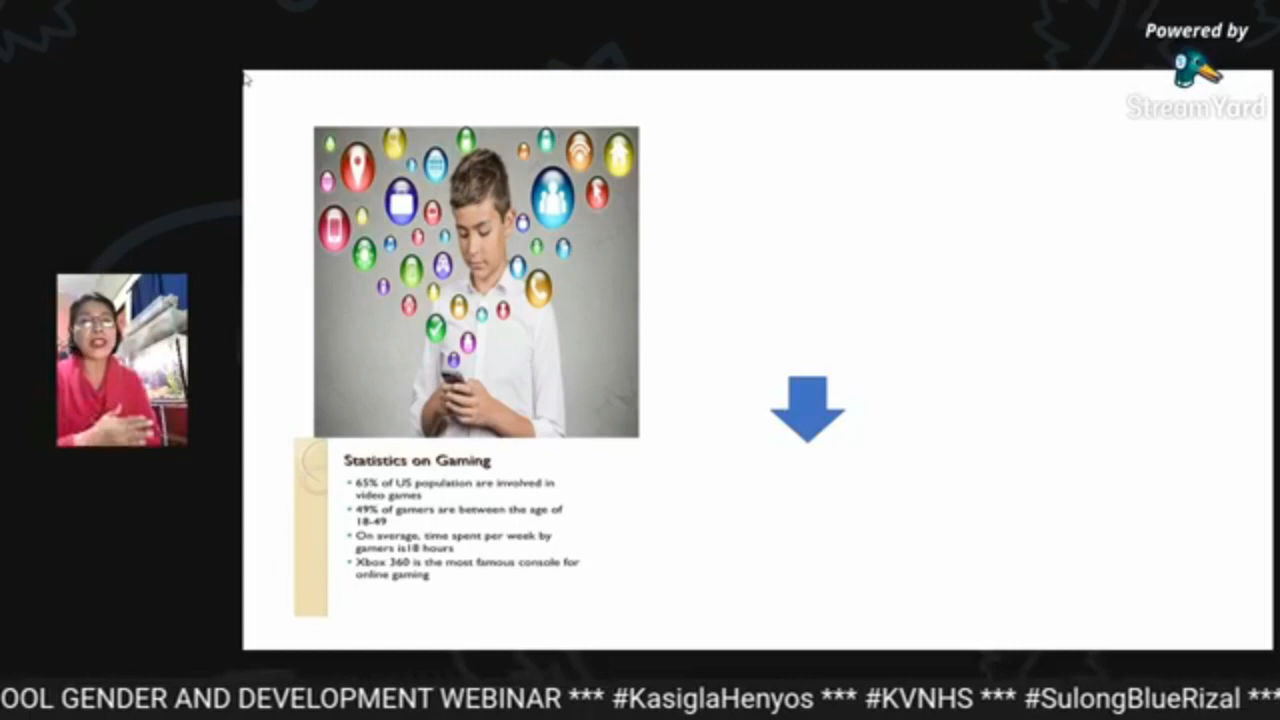 Powered by
StreamYard
Statistics on Gaming
• 65% of US population are involved in
video games
• 49% of gamers are between the age of
18-49
• On average, time spent per week by
gamers is18 hours
• Xbox 360 is the most famous console for
online gaming
OOL GENDER AND DEVELOPMENT WEBINAR *** #KasiglaHenyos *** #KVNHS *** #SulongBlueRizal ***